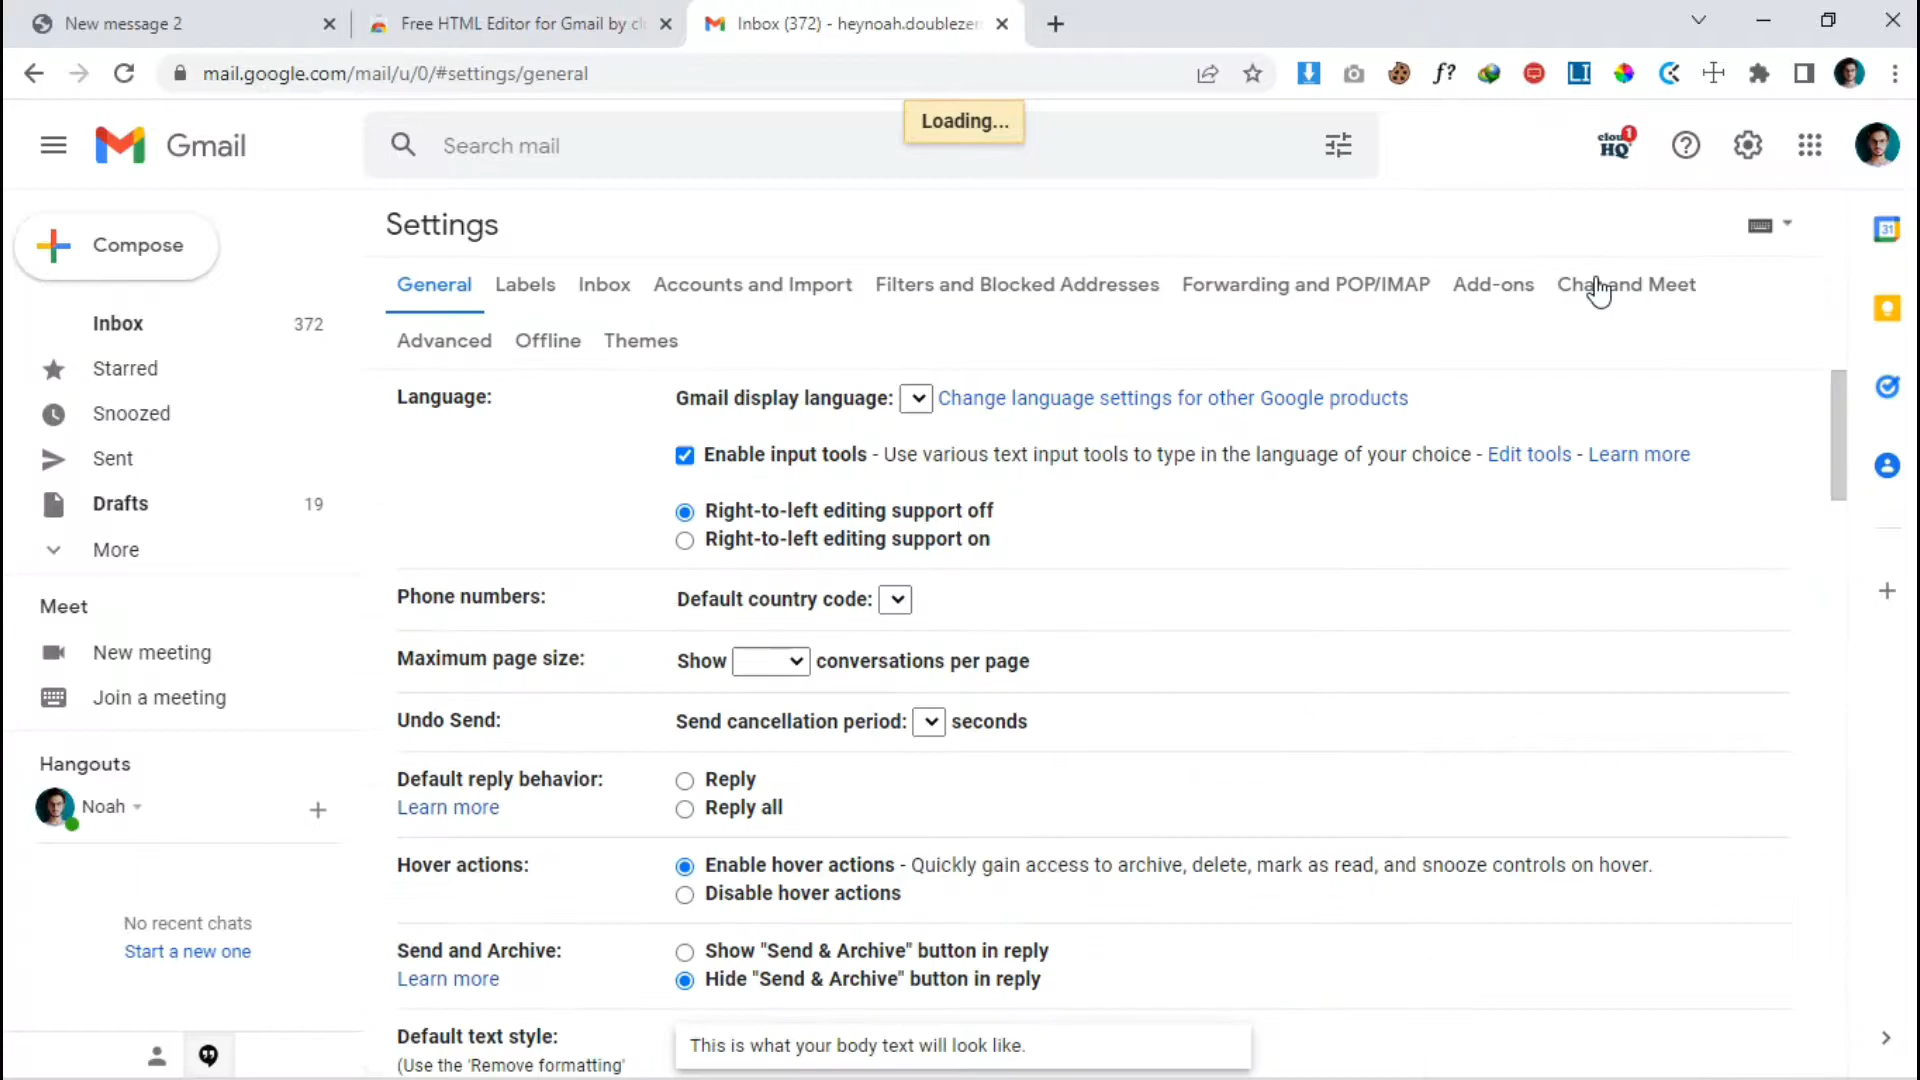 New message 2
Free HTML Editor for Gmail by cl
Inbox (372) - heynoah.doublezer
mail.google.com/mail/u/0/#settings/general
f?
LI
Loading...
Gmail
Search mail
clou HQ
1
Settings
Compose
General
Labels
Inbox
Accounts and Import
Filters and Blocked Addresses
Forwarding and POP/IMAP
Add-ons
Chat and Meet
Advanced
Offline
Themes
31
Inbox 372
Starred
Snoozed
Sent
Drafts 19
More
Meet
New meeting
Join a meeting
Hangouts
Noah
No recent chats
Start a new one
Language:
Gmail display language: Change language settings for other Google products
Enable input tools - Use various text input tools to type in the language of your choice - Edit tools - Learn more
Right-to-left editing support off
Right-to-left editing support on
Phone numbers:
Default country code:
Maximum page size:
Show conversations per page
Undo Send:
Send cancellation period: seconds
Default reply behavior:
Learn more
Reply
Reply all
Hover actions:
Enable hover actions - Quickly gain access to archive, delete, mark as read, and snooze controls on hover.
Disable hover actions
Send and Archive:
Learn more
Show "Send & Archive" button in reply
Hide "Send & Archive" button in reply
Default text style:
(Use the 'Remove formatting'
This is what your body text will look like.